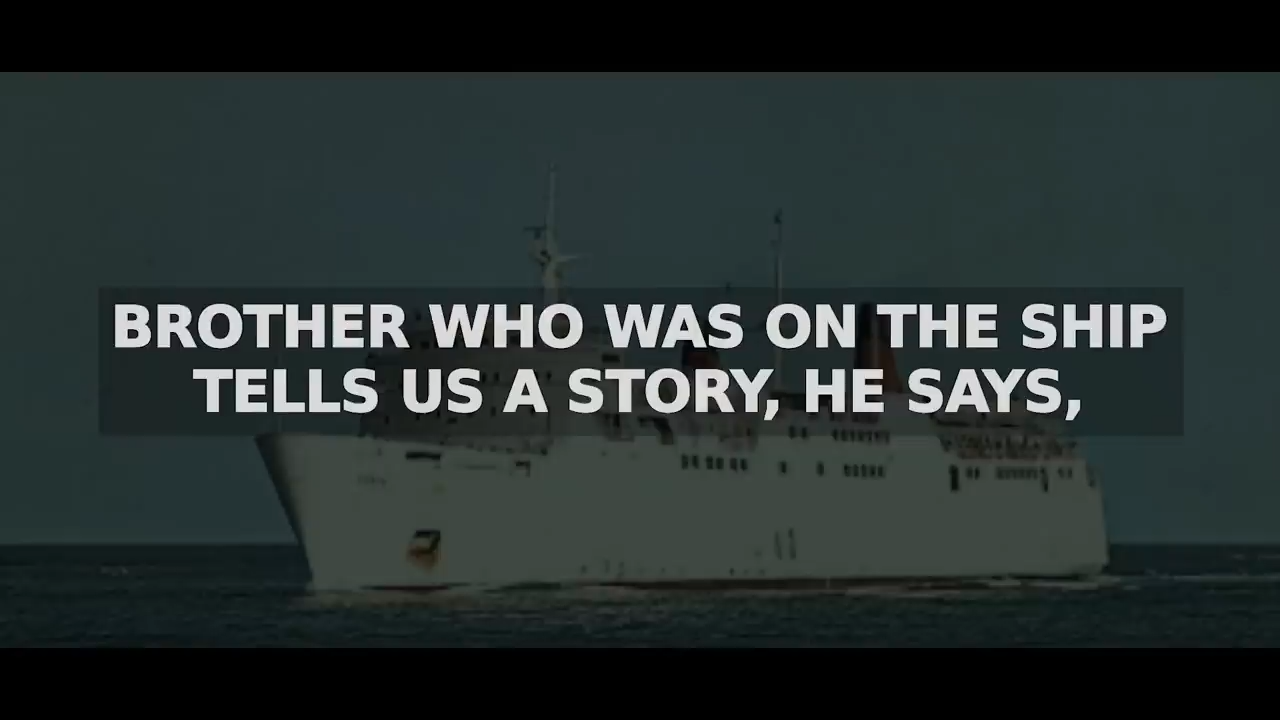 BROTHER WHO WAS ON THE SHIP
TELLS US A STORY, HE SAYS,